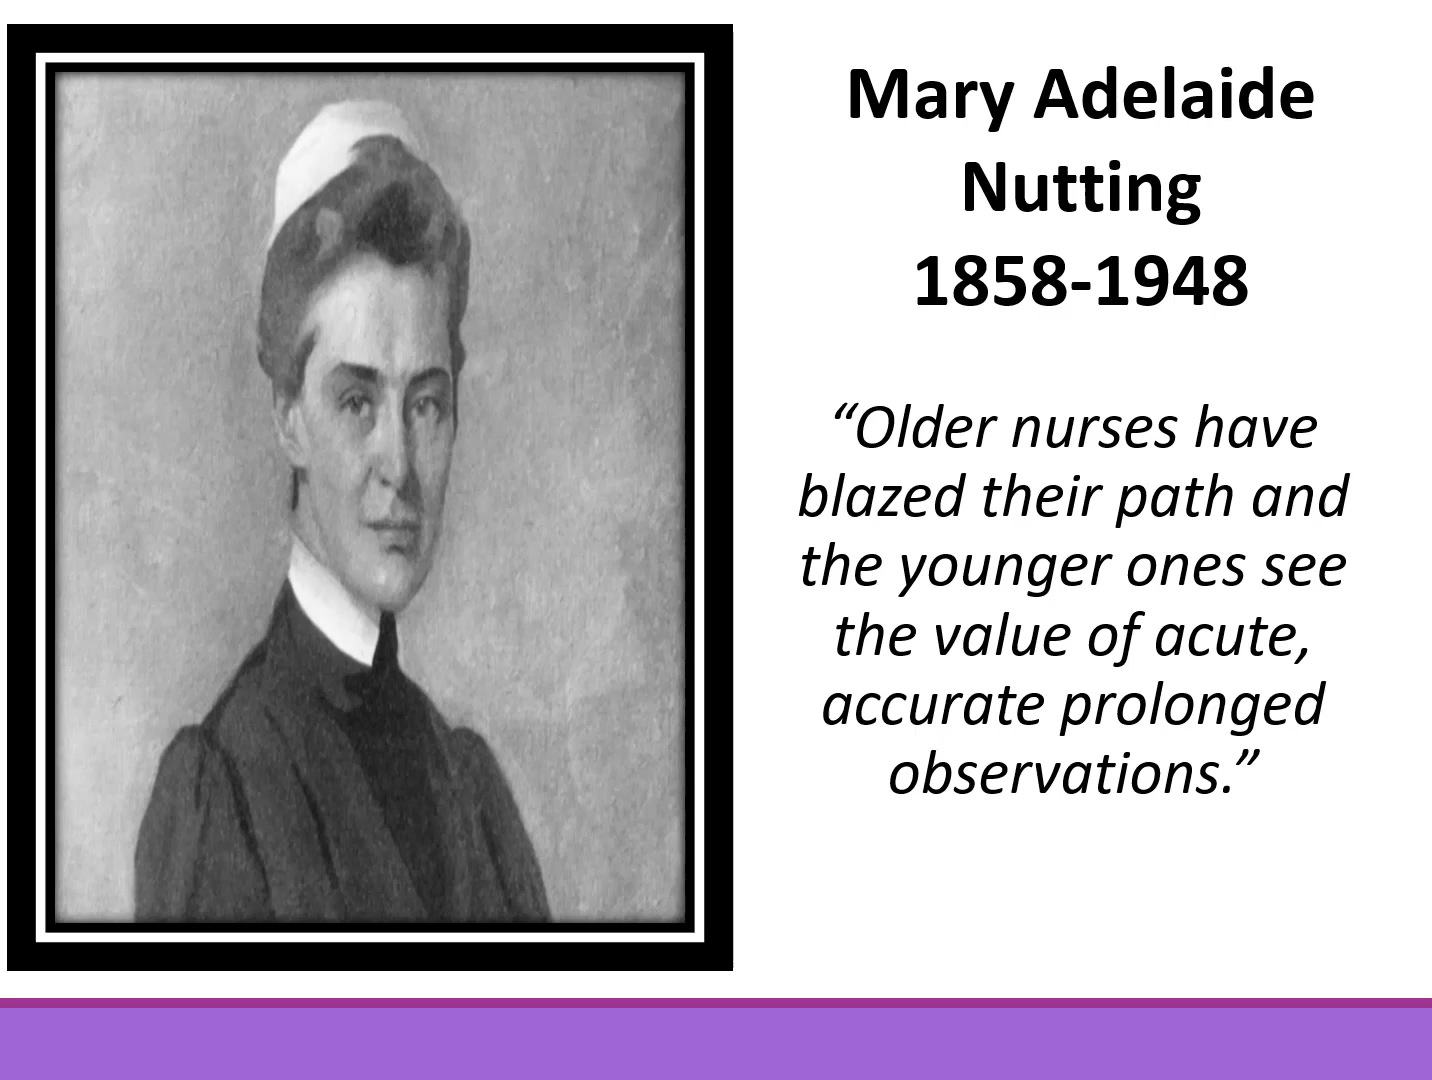 Mary Adelaide
Nutting
1858-1948
“Older nurses have
blazed their path and
the younger ones see
the value of acute,
accurate prolonged
observations.”